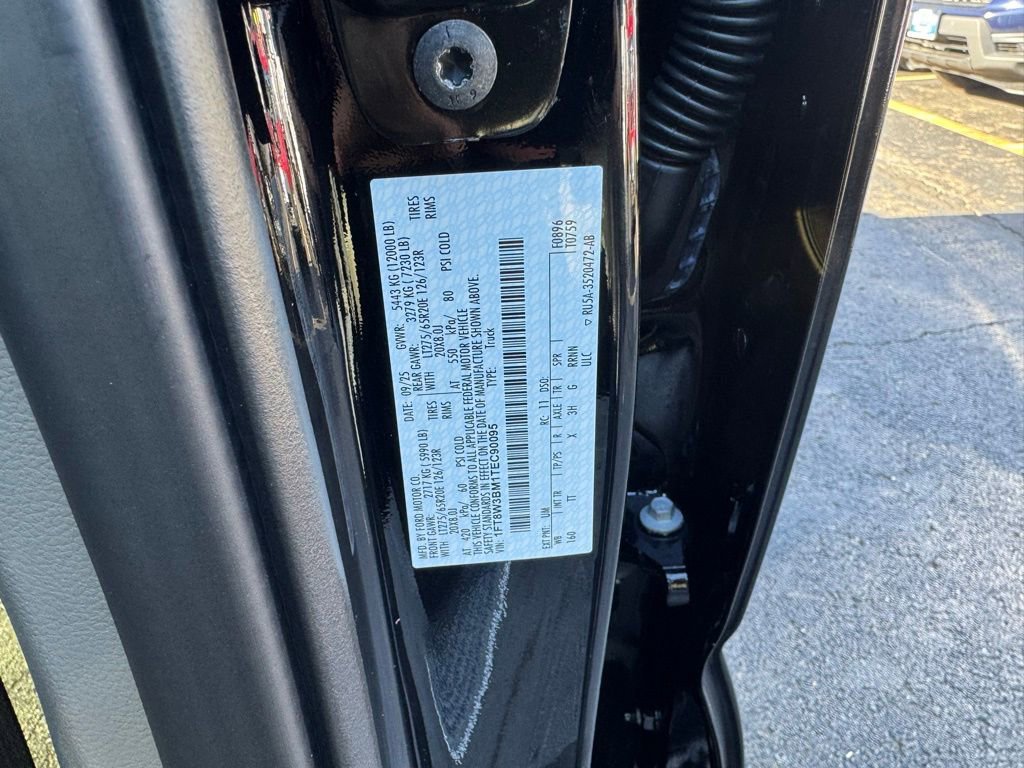 MFD. BY FORD MOTOR CO. DATE: 09/25 GVWR: 5443 KG (12000 LB)
FRONT GAWR: 2717 KG (5990 LB) REAR GAWR: 3279 KG (7230 LB)
WITH LT275/65R20E 126/123R TIRES WITH LT275/65R20E 126/123R TIRES
20X8.0J RIMS 20X8.0J RIMS
AT 420 kPa/ 60 PSI COLD AT 550 kPa/ 80 PSI COLD
THIS VEHICLE CONFORMS TO ALL APPLICABLE FEDERAL MOTOR VEHICLE
SAFETY STANDARDS IN EFFECT ON THE DATE OF MANUFACTURE SHOWN ABOVE.
VIN: 1FT8W3BM1TEC90095 TYPE: Truck
EXT PNT: UM RC: 11 DSO: E0896
WB INT TR TP/PS R AXLE TR SPR T0759
160 TT X 3H G RRNN
ULC ▽ RU5A-3520472-AB